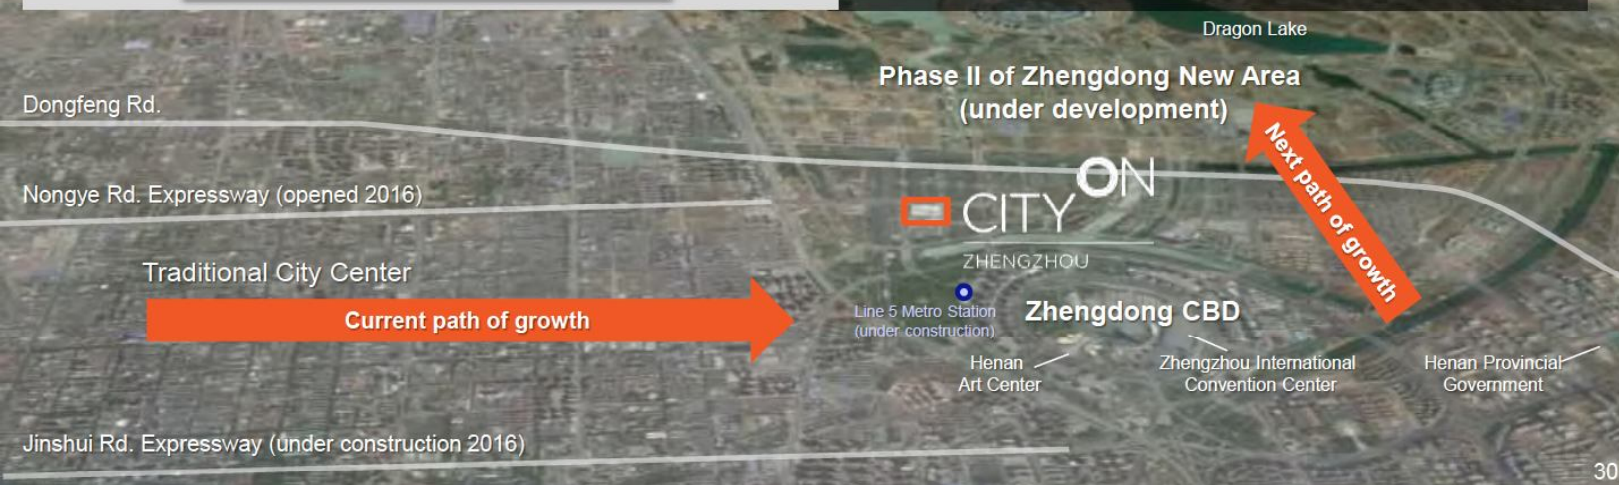 Dragon Lake
Phase II of Zhengdong New Area
(under development)
Dongfeng Rd.
Next path of growth
CITYON
ZHENGZHOU
Nongye Rd. Expressway (opened 2016)
Traditional City Center
Current path of growth
Line 5 Metro Station
(under construction)
Zhengdong CBD
Henan
Art Center
Zhengzhou International
Convention Center
Henan Provincial
Government
Jinshui Rd. Expressway (under construction 2016)
30